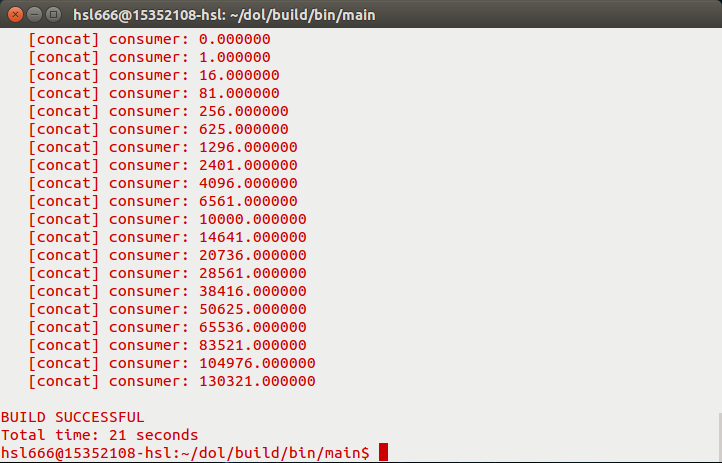 hsl666@15352108-hsl: ~/dol/build/bin/main
[concat] consumer: 0.000000
[concat] consumer: 1.000000
[concat] consumer: 16.000000
[concat] consumer: 81.000000
[concat] consumer: 256.000000
[concat] consumer: 625.000000
[concat] consumer: 1296.000000
[concat] consumer: 2401.000000
[concat] consumer: 4096.000000
[concat] consumer: 6561.000000
[concat] consumer: 10000.000000
[concat] consumer: 14641.000000
[concat] consumer: 20736.000000
[concat] consumer: 28561.000000
[concat] consumer: 38416.000000
[concat] consumer: 50625.000000
[concat] consumer: 65536.000000
[concat] consumer: 83521.000000
[concat] consumer: 104976.000000
[concat] consumer: 130321.000000
BUILD SUCCESSFUL
Total time: 21 seconds
hsl666@15352108-hsl:~/dol/build/bin/main$